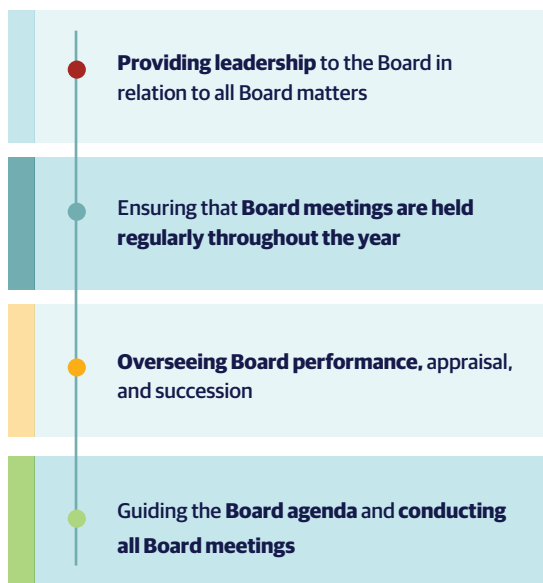 Providing leadership to the Board in
relation to all Board matters
Ensuring that Board meetings are held
regularly throughout the year
Overseeing Board performance, appraisal,
and succession
Guiding the Board agenda and conducting
all Board meetings